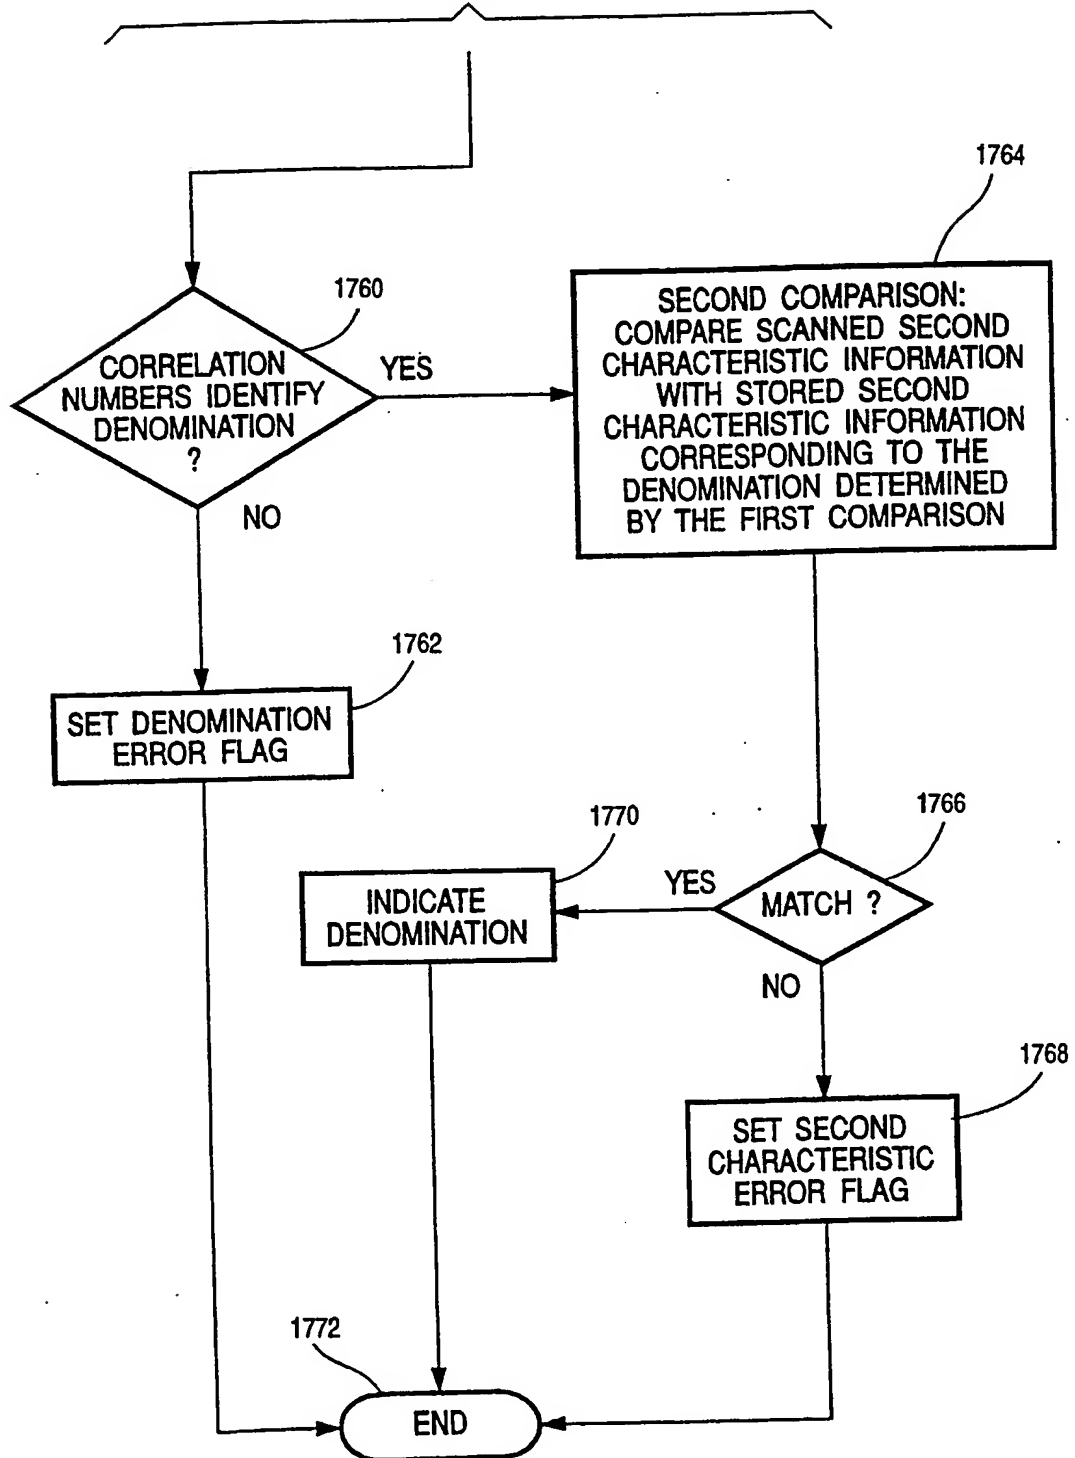 1764
1760
CORRELATION
NUMBERS IDENTIFY
DENOMINATION
?
YES
NO
SECOND COMPARISON:
COMPARE SCANNED SECOND
CHARACTERISTIC INFORMATION
WITH STORED SECOND
CHARACTERISTIC INFORMATION
CORRESPONDING TO THE
DENOMINATION DETERMINED
BY THE FIRST COMPARISON
1762
SET DENOMINATION
ERROR FLAG
1766
MATCH ?
YES
NO
1770
INDICATE
DENOMINATION
1768
SET SECOND
CHARACTERISTIC
ERROR FLAG
1772
END